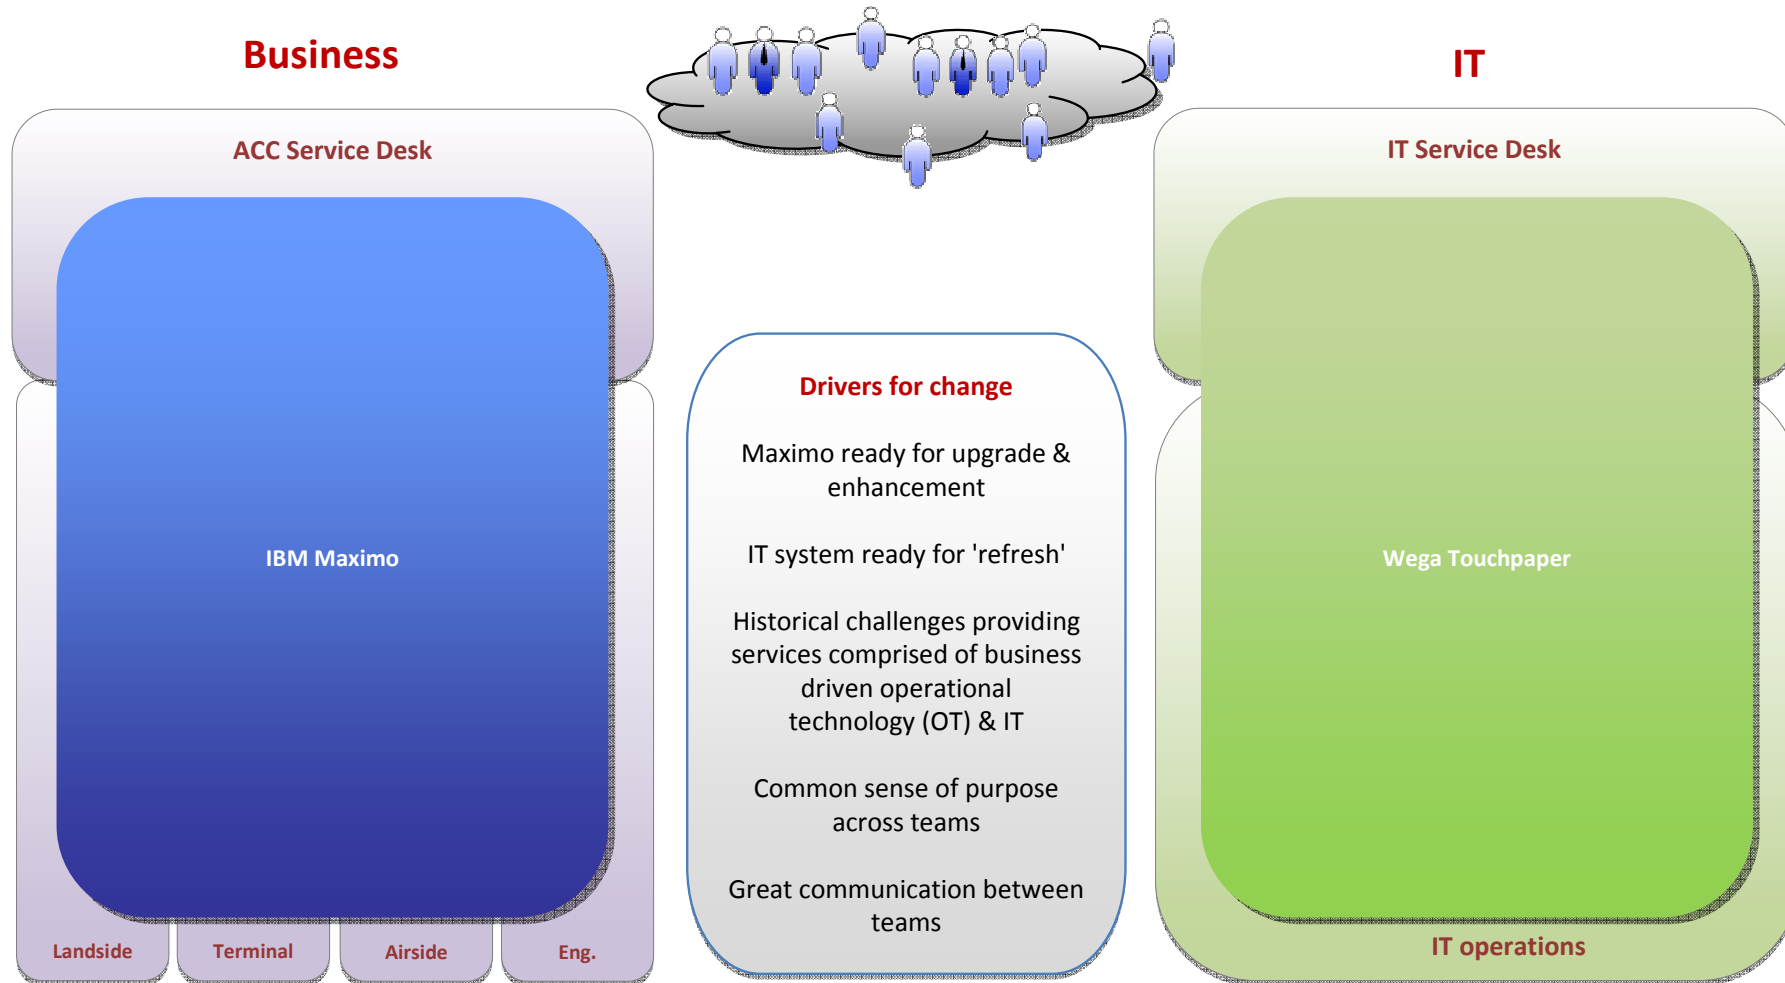 Business
IT
ACC Service Desk
IT Service Desk
IBM Maximo
Drivers for change
Maximo ready for upgrade &
enhancement
IT system ready for 'refresh'
Historical challenges providing
services comprised of business
driven operational
technology (OT) & IT
Common sense of purpose
across teams
Great communication between
teams
Wega Touchpaper
Landside
Terminal
Airside
Eng.
IT operations